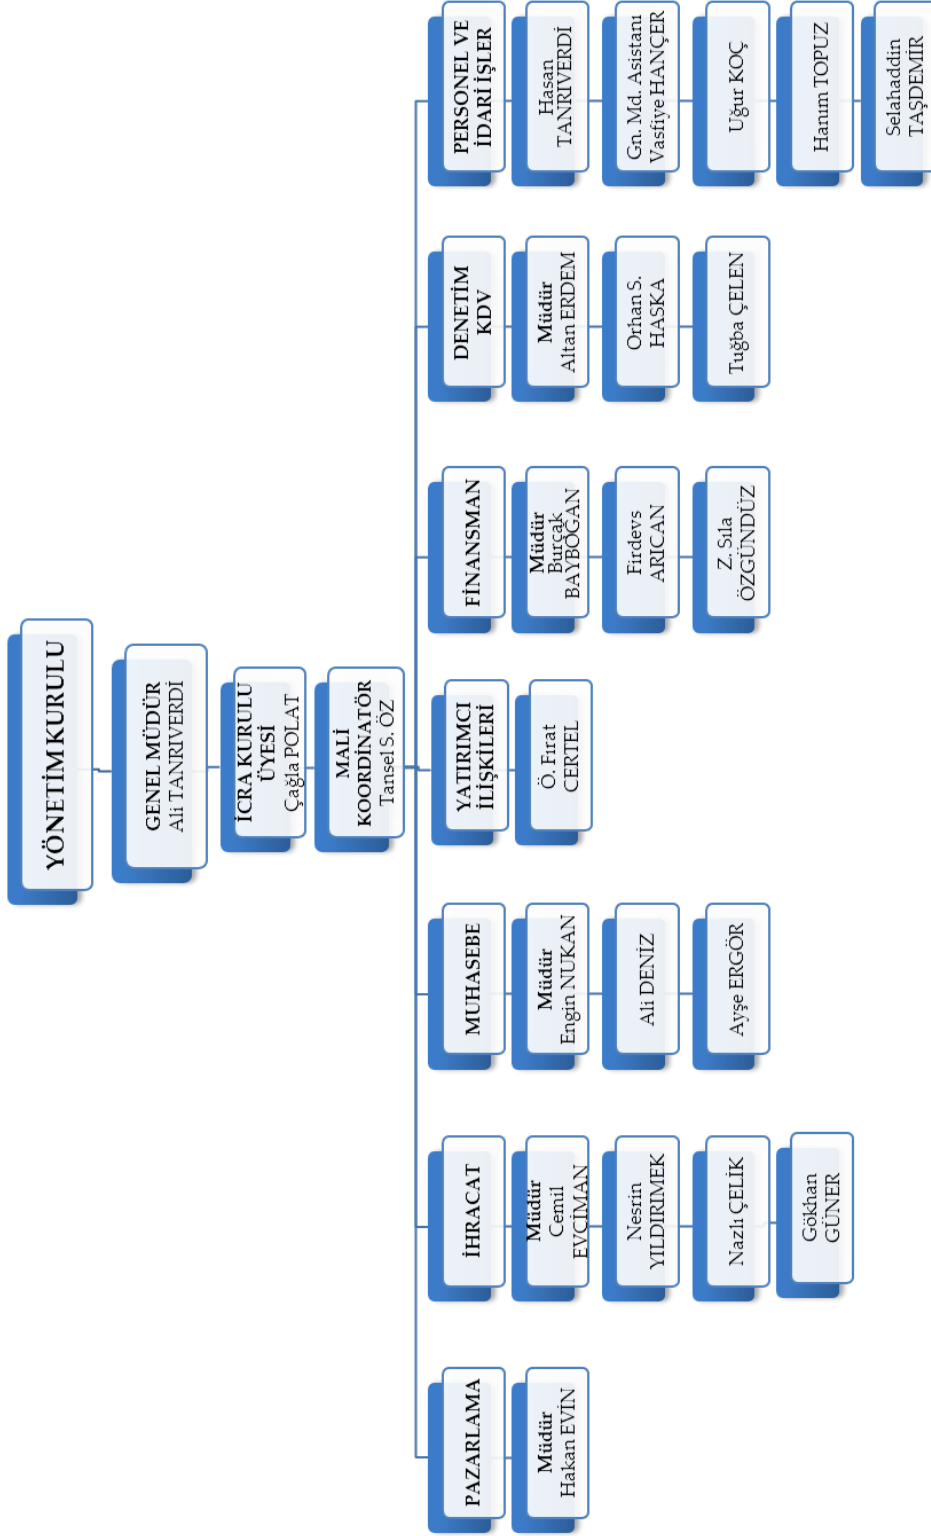 YÖNETİM KURULU
GENEL MÜDÜR
Ali TANRIVERDİ
İCRA KURULU
ÜYESİ
Çağla POLAT
MALİ
KOORDİNATÖR
Tansel S. ÖZ
PAZARLAMA
Müdür
Hakan EVİN
İHRACAT
Müdür
Cemil
EVCİMAN
Nesrin
YILDIRIMEK
Nazlı ÇELİK
Gökhan
GÜNER
MUHASEBE
Müdür
Engin NUKAN
Ali DENİZ
Ayşe ERGÖR
YATIRIMCI
İLİŞKİLERİ
Ö. Fırat
CERTEL
FİNANSMAN
Müdür
Burçak
BAYBOĞAN
Firdevs
ARICAN
Z. Sıla
ÖZGÜNDÜZ
DENETİM
KDV
Müdür
Altan ERDEM
Orhan S.
HASKA
Tuğba ÇELEN
PERSONEL VE
İDARİ İŞLER
Hasan
TANRIVERDİ
Gn. Md. Asistanı
Vasfiye HANÇER
Uğur KOÇ
Hanım TOPUZ
Selahaddin
TAŞDEMİR